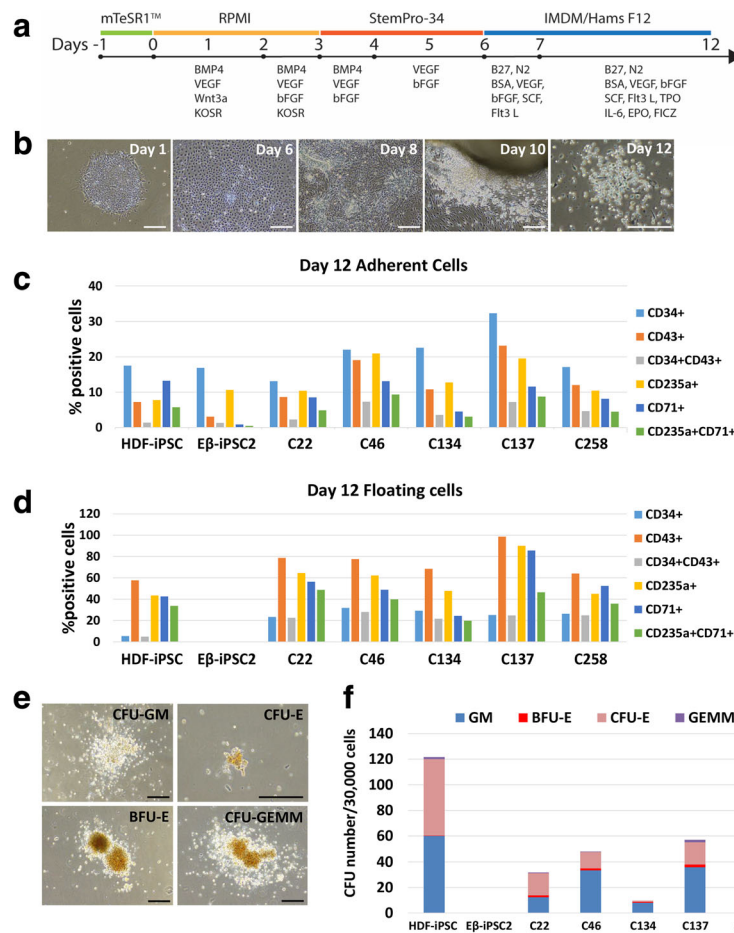 a
mTeSR1™ RPMI StemPro-34 IMDM/Hams F12
Days -1 0 1 2 3 4 5 6 7 12
BMP4 BMP4 BMP4 VEGF B27, N2 B27, N2
VEGF VEGF VEGF bFGF BSA, VEGF, BSA, VEGF, bFGF
Wnt3a bFGF bFGF bFGF, SCF, SCF, Flt3 L, TPO
KOSR KOSR Flt3 L IL-6, EPO, FICZ
b
Day 1 Day 6 Day 8 Day 10 Day 12
c
Day 12 Adherent Cells
% positive cells
40
30
20
10
0
HDF-iPSC Eβ-iPSC2 C22 C46 C134 C137 C258
CD34+
CD43+
CD34+CD43+
CD235a+
CD71+
CD235a+CD71+
d
Day 12 Floating cells
%positive cells
120
100
80
60
40
20
0
HDF-iPSC Eβ-iPSC2 C22 C46 C134 C137 C258
CD34+
CD43+
CD34+CD43+
CD235a+
CD71+
CD235a+CD71+
e
CFU-GM CFU-E
BFU-E CFU-GEMM
f
GM BFU-E CFU-E GEMM
CFU number/30,000 cells
140
120
100
80
60
40
20
0
HDF-iPSC Eβ-iPSC2 C22 C46 C134 C137